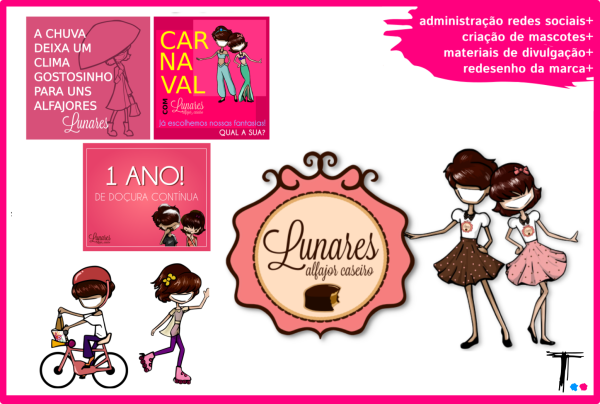 administração redes sociais+
criação de mascotes+
materiais de divulgação+
redesenho da marca+
A CHUVA
DEIXA UM
CLIMA
GOSTOSINHO
PARA UNS
ALFAJORES
Lunares
CAR
NA
VAL
COM Lunares
Já escolhemos nossas fantasias!
QUAL A SUA?
1 ANO!
DE DOÇURA CONTÍNUA
Lunares
Lunares
alfajor caseiro
T